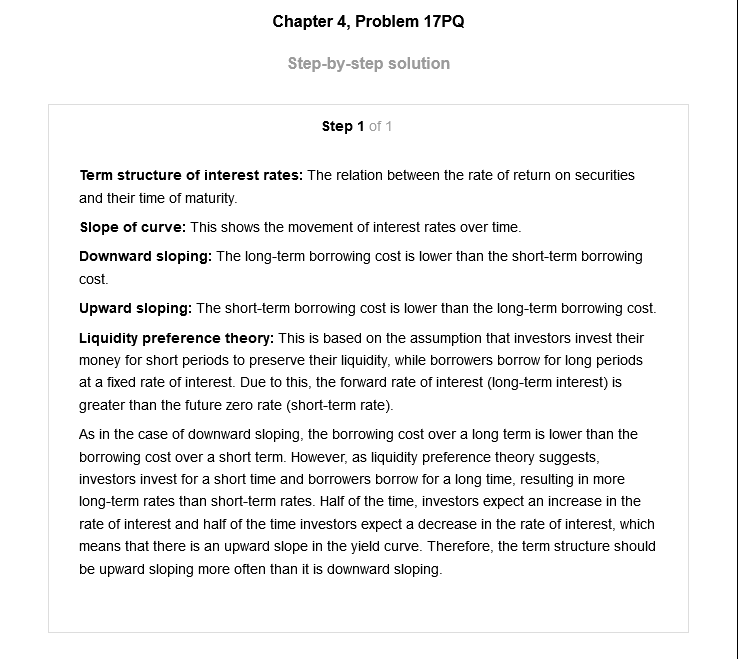 Chapter 4, Problem 17PQ
Step-by-step solution
Step 1 of 1
Term structure of interest rates: The relation between the rate of return on securities
and their time of maturity.
Slope of curve: This shows the movement of interest rates over time.
Downward sloping: The long-term borrowing cost is lower than the short-term borrowing
cost.
Upward sloping: The short-term borrowing cost is lower than the long-term borrowing cost.
Liquidity preference theory: This is based on the assumption that investors invest their
money for short periods to preserve their liquidity, while borrowers borrow for long periods
at a fixed rate of interest. Due to this, the forward rate of interest (long-term interest) is
greater than the future zero rate (short-term rate).
As in the case of downward sloping, the borrowing cost over a long term is lower than the
borrowing cost over a short term. However, as liquidity preference theory suggests,
investors invest for a short time and borrowers borrow for a long time, resulting in more
long-term rates than short-term rates. Half of the time, investors expect an increase in the
rate of interest and half of the time investors expect a decrease in the rate of interest, which
means that there is an upward slope in the yield curve. Therefore, the term structure should
be upward sloping more often than it is downward sloping.